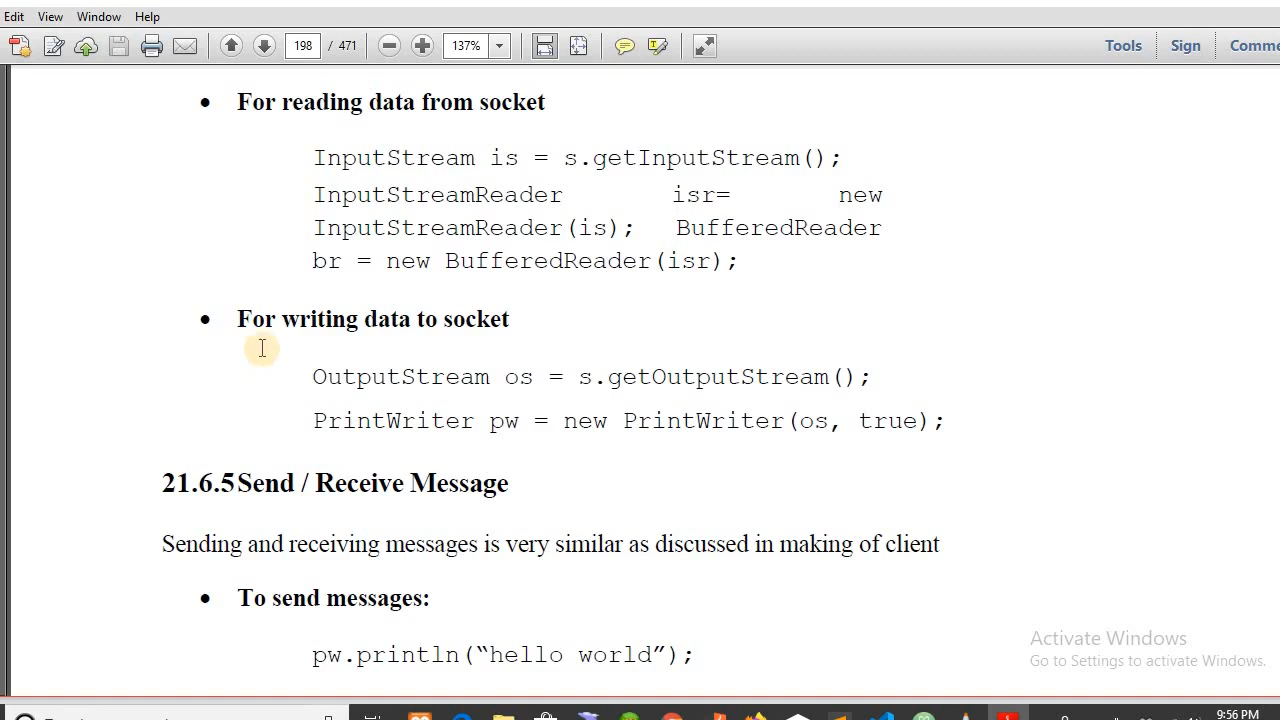 Edit View Window Help
198 / 471 137% Tools Sign Comme
• For reading data from socket
InputStream is = s.getInputStream();
InputStreamReader isr= new
InputStreamReader(is); BufferedReader
br = new BufferedReader(isr);
• For writing data to socket
OutputStream os = s.getOutputStream();
PrintWriter pw = new PrintWriter(os, true);
21.6.5Send / Receive Message
Sending and receiving messages is very similar as discussed in making of client
• To send messages:
pw.println(“hello world”);
Activate Windows
Go to Settings to activate Windows.
9:56 PM